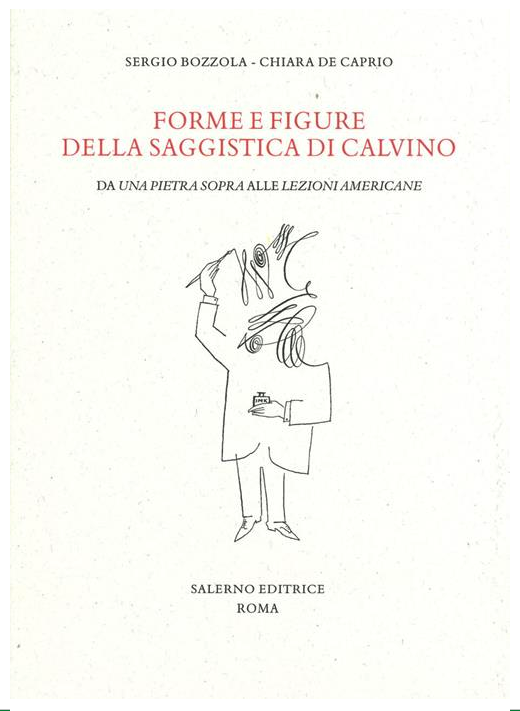 SERGIO BOZZOLA - CHIARA DE CAPRIO
FORME E FIGURE
DELLA SAGGISTICA DI CALVINO
DA UNA PIETRA SOPRA ALLE LEZIONI AMERICANE
INK
SALERNO EDITRICE
ROMA